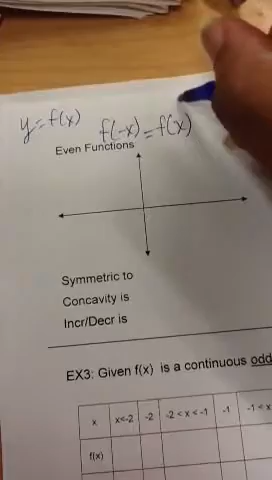 y=f(x) f(-x)=f(x)
Even Functions
Symmetric to
Concavity is
Incr/Decr is
EX3: Given f(x) is a continuous odd
x x<-2 -2 -2<x<-1 -1 -1<x
f(x)